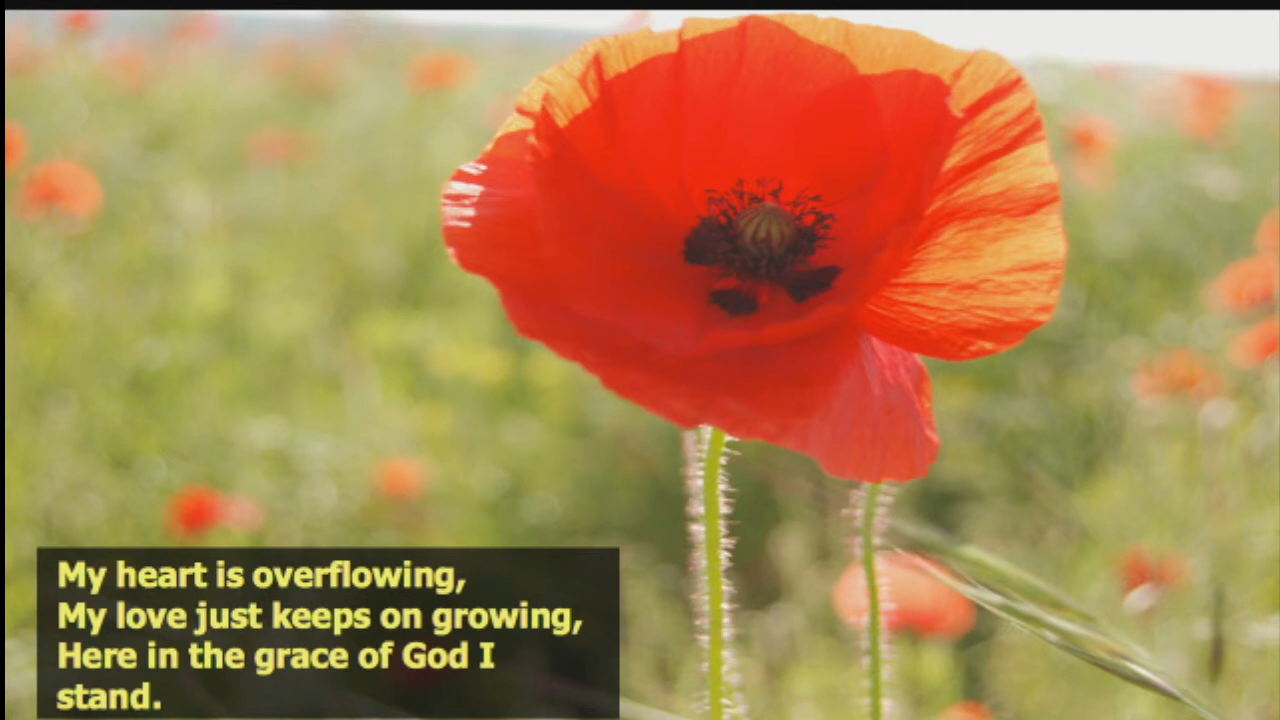 My heart is overflowing,
My love just keeps on growing,
Here in the grace of God I
stand.